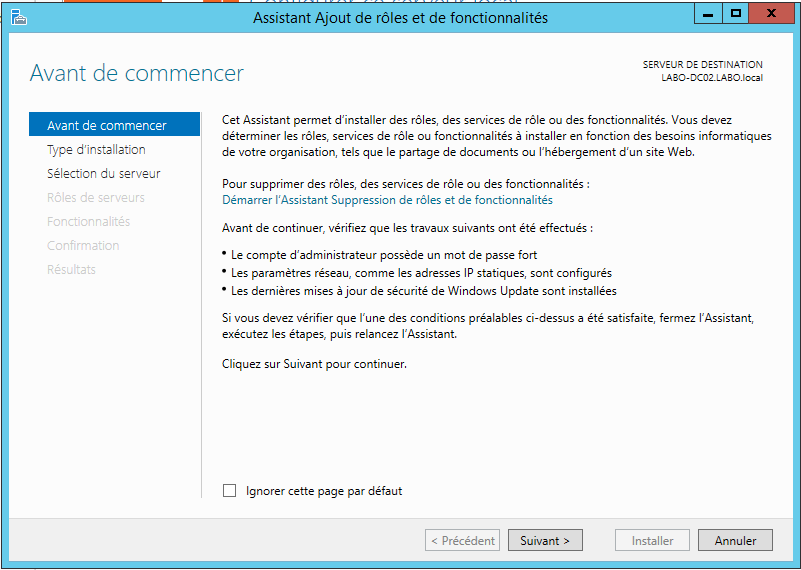 Configurer ce serveur local
Assistant Ajout de rôles et de fonctionnalités
Avant de commencer
SERVEUR DE DESTINATION
LABO-DC02.LABO.local
Avant de commencer
Type d'installation
Sélection du serveur
Rôles de serveurs
Fonctionnalités
Confirmation
Résultats
Cet Assistant permet d'installer des rôles, des services de rôle ou des fonctionnalités. Vous devez
déterminer les rôles, services de rôle ou fonctionnalités à installer en fonction des besoins informatiques
de votre organisation, tels que le partage de documents ou l'hébergement d'un site Web.
Pour supprimer des rôles, des services de rôle ou des fonctionnalités :
Démarrer l'Assistant Suppression de rôles et de fonctionnalités
Avant de continuer, vérifiez que les travaux suivants ont été effectués :
• Le compte d'administrateur possède un mot de passe fort
• Les paramètres réseau, comme les adresses IP statiques, sont configurés
• Les dernières mises à jour de sécurité de Windows Update sont installées
Si vous devez vérifier que l'une des conditions préalables ci-dessus a été satisfaite, fermez l'Assistant,
exécutez les étapes, puis relancez l'Assistant.
Cliquez sur Suivant pour continuer.
Ignorer cette page par défaut
< Précédent
Suivant >
Installer
Annuler